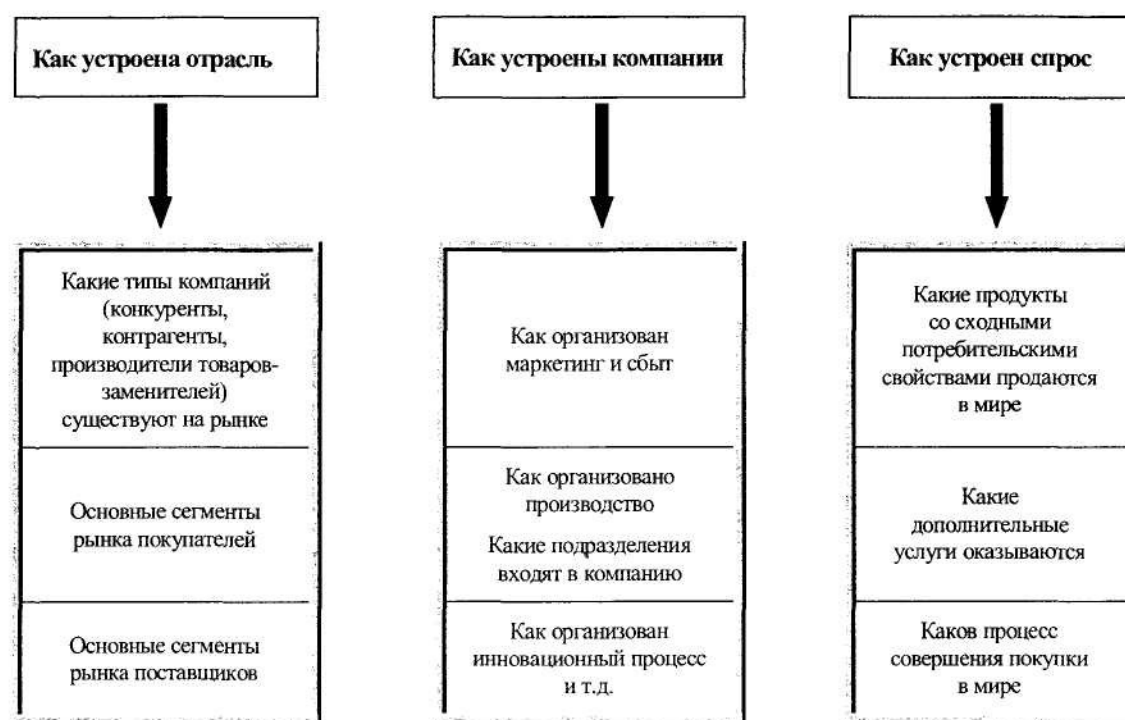 Как устроена отрасль
Как устроены компании
Как устроен спрос
Какие типы компаний
(конкуренты,
контрагенты,
производители товаров-
заменителей)
существуют на рынке
Основные сегменты
рынка покупателей
Основные сегменты
рынка поставщиков
Как организован
маркетинг и сбыт
Как организовано
производство
Какие подразделения
входят в компанию
Как организован
инновационный процесс
и т.д.
Какие продукты
со сходными
потребительскими
свойствами продаются
в мире
Какие
дополнительные
услуги оказываются
Каков процесс
совершения покупки
в мире